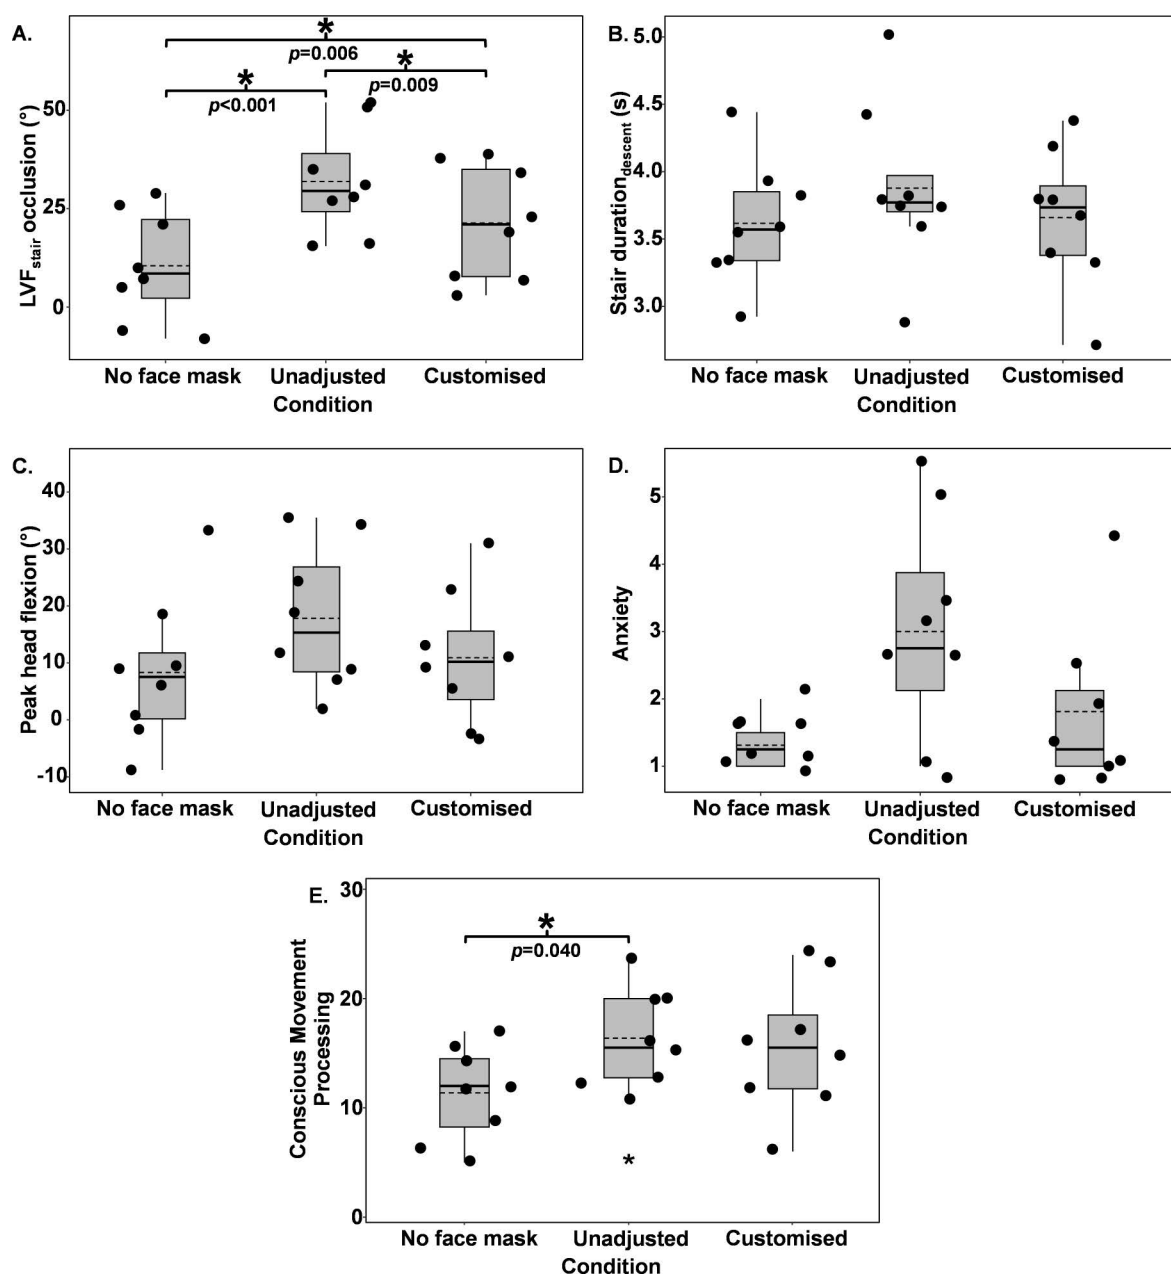 A.
*
p=0.006
*
*
p<0.001
p=0.009
LVFstair occlusion (°)
50
25
0
No face mask Unadjusted Customised
Condition
B.
Stair durationdescent (s)
5.0
4.5
4.0
3.5
3.0
No face mask Unadjusted Customised
Condition
C.
Peak head flexion (°)
40
30
20
10
0
-10
No face mask Unadjusted Customised
Condition
D.
Anxiety
5
4
3
2
1
No face mask Unadjusted Customised
Condition
E.
*
p=0.040
Conscious Movement
Processing
30
20
10
0
*
No face mask Unadjusted Customised
Condition